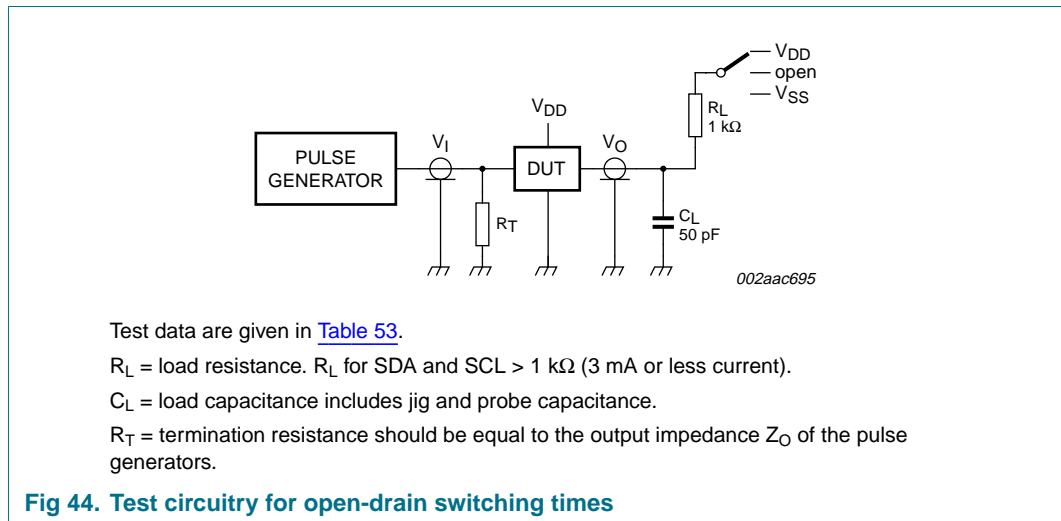 VDD
open
VSS
RL
1 kΩ
VDD
VI
VO
PULSE
GENERATOR
DUT
RT
CL
50 pF
002aac695
Test data are given in Table 53.
RL = load resistance. RL for SDA and SCL > 1 kΩ (3 mA or less current).
CL = load capacitance includes jig and probe capacitance.
RT = termination resistance should be equal to the output impedance ZO of the pulse
generators.
Fig 44. Test circuitry for open-drain switching times